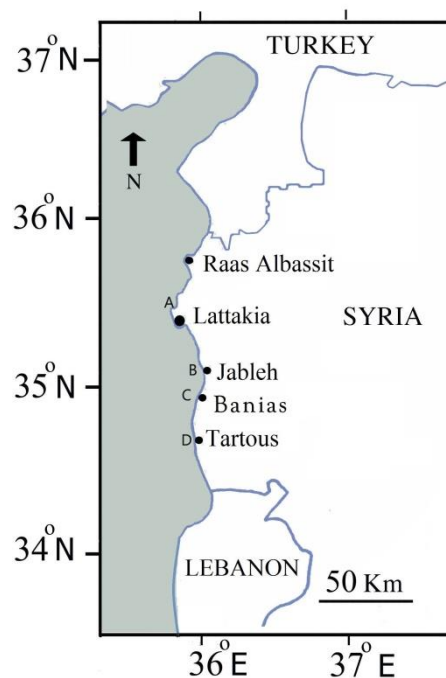 TURKEY
37°N
N
36°N
Raas Albassit
A
Lattakia
SYRIA
35°N
B Jableh
C Banias
D Tartous
34°N
LEBANON
50 Km
36°E 37°E